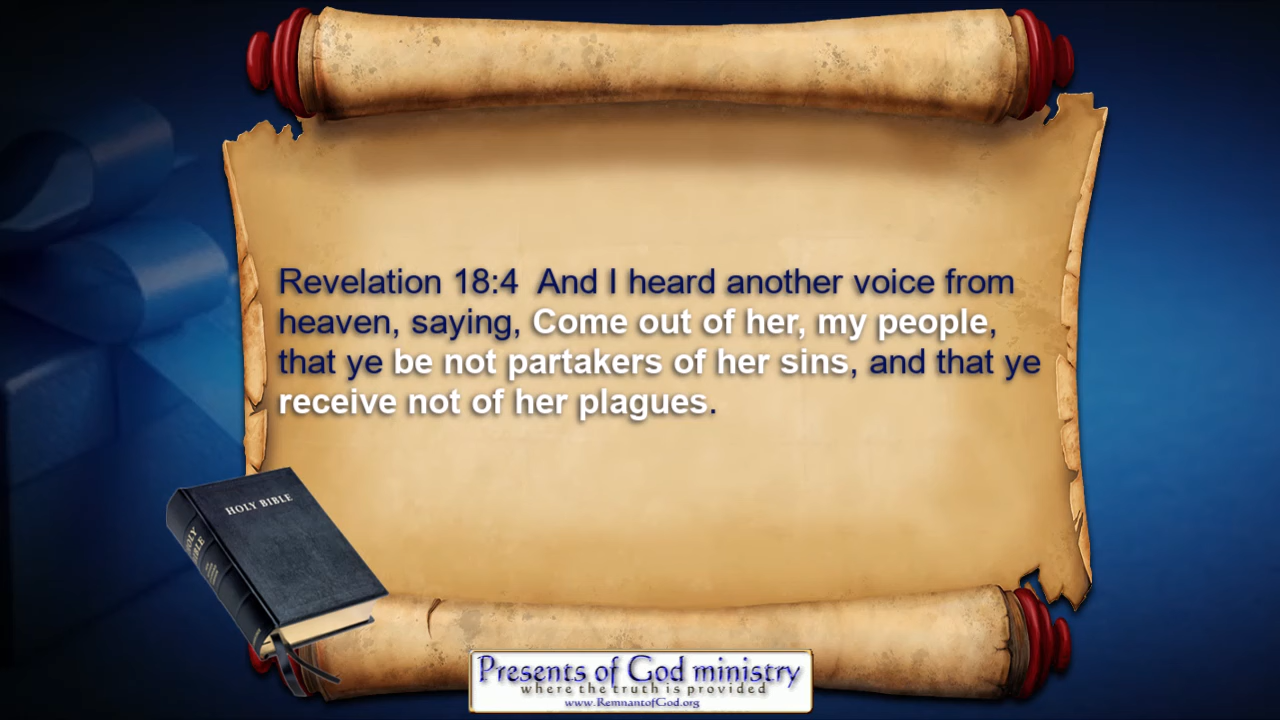 Revelation 18:4  And I heard another voice from
heaven, saying, Come out of her, my people,
that ye be not partakers of her sins, and that ye
receive not of her plagues.
HOLY BIBLE
HOLY
BIBLE
Presents of God ministry
where the truth is provided
www.RemnantofGod.org